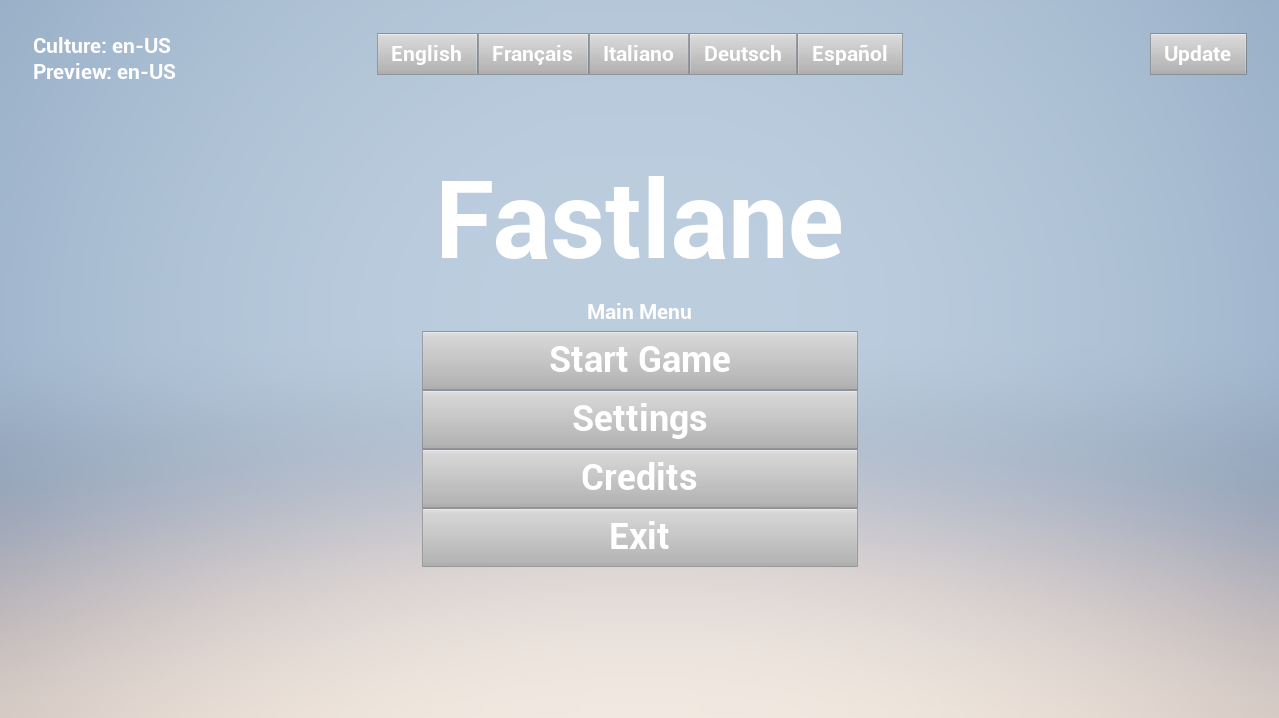 Culture: en-US
Preview: en-US
English Français Italiano Deutsch Español
Update
Fastlane
Main Menu
Start Game
Settings
Credits
Exit